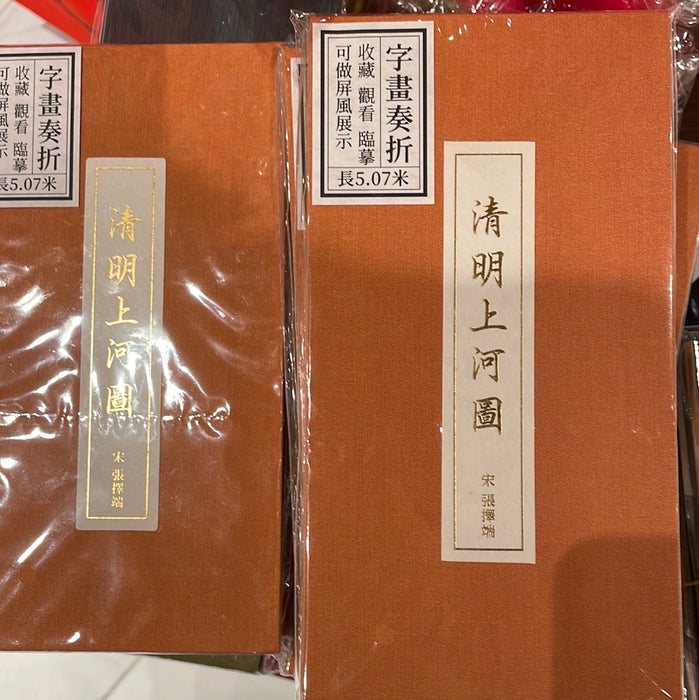 字畫奏折
收藏 觀看 臨摹
可做屏風展示
長5.07米
清明上河圖
宋 張擇端
字畫奏折
收藏 觀看 臨摹
可做屏風展示
長5.07米
清明上河圖
宋 張擇端